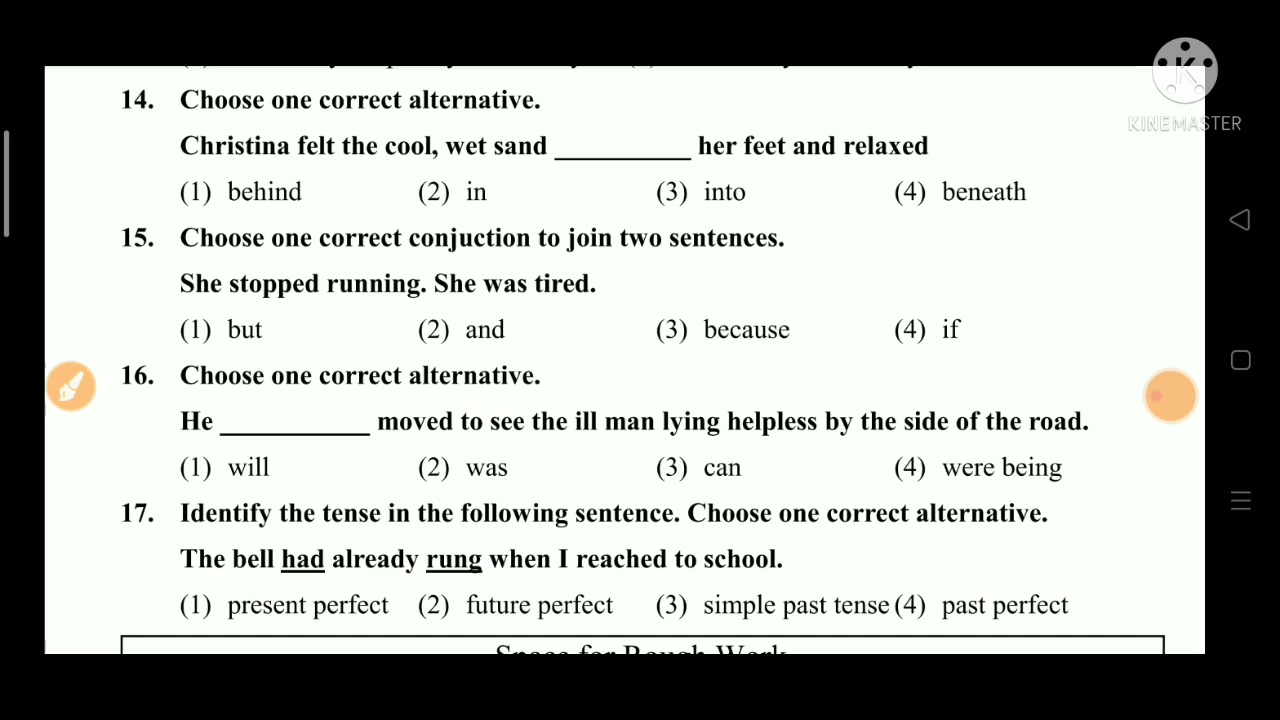 14. Choose one correct alternative.
Christina felt the cool, wet sand __________ her feet and relaxed
(1) behind (2) in (3) into (4) beneath
15. Choose one correct conjuction to join two sentences.
She stopped running. She was tired.
(1) but (2) and (3) because (4) if
16. Choose one correct alternative.
He ___________ moved to see the ill man lying helpless by the side of the road.
(1) will (2) was (3) can (4) were being
17. Identify the tense in the following sentence. Choose one correct alternative.
The bell had already rung when I reached to school.
(1) present perfect (2) future perfect (3) simple past tense (4) past perfect
Space for Rough Work
K
KINEMASTER